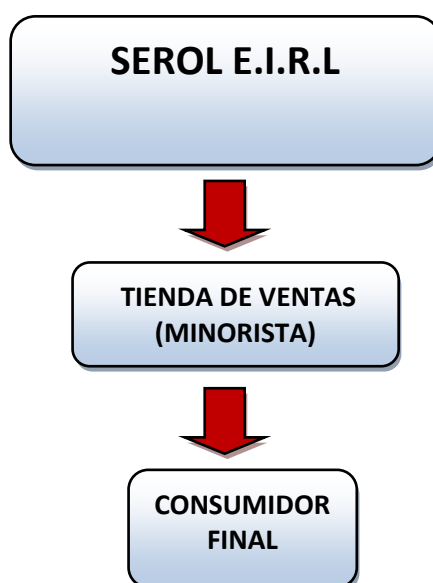 SEROL E.I.R.L
TIENDA DE VENTAS
(MINORISTA)
CONSUMIDOR
FINAL